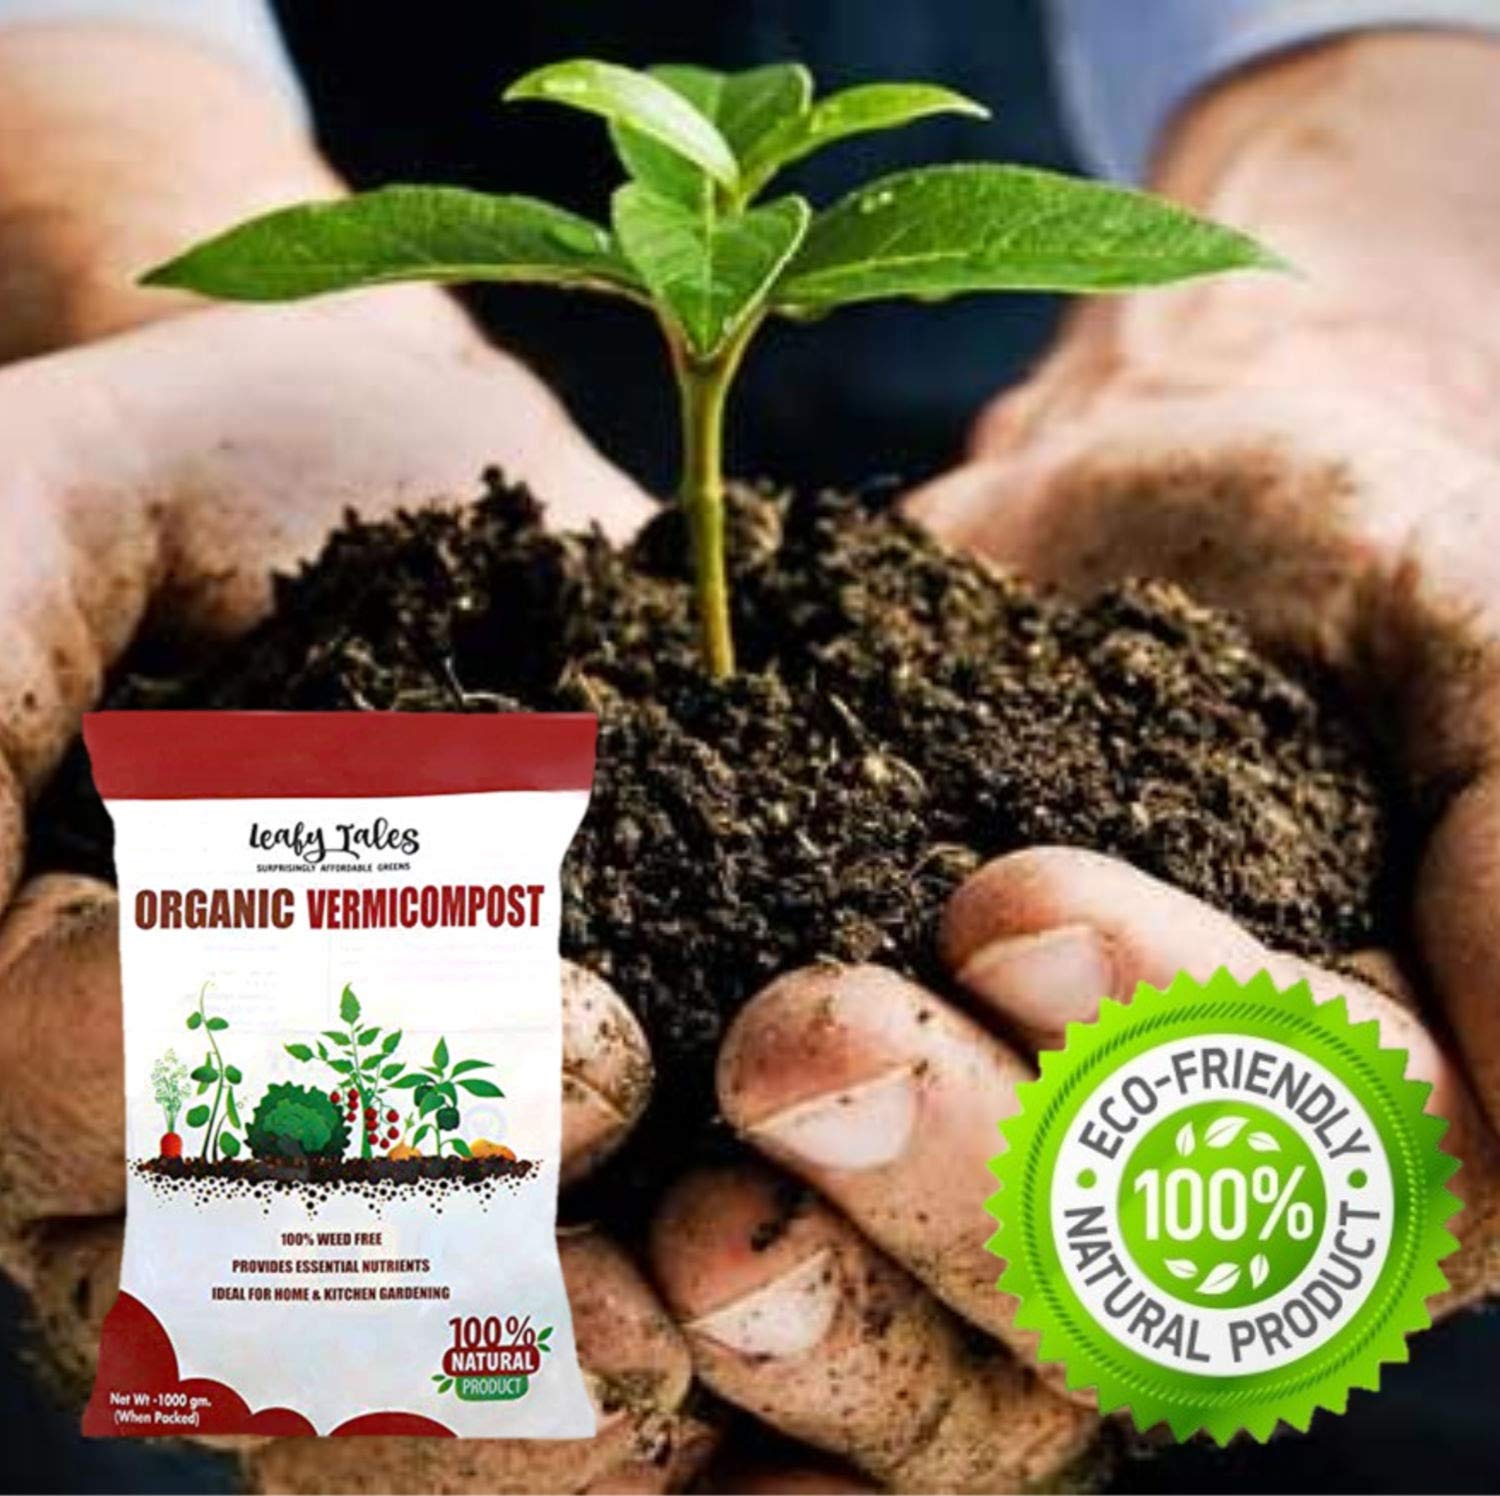 Leafy Tales
SURPRISINGLY AFFORDABLE GREENS
ORGANIC VERMICOMPOST
100% WEED FREE
PROVIDES ESSENTIAL NUTRIENTS
IDEAL FOR HOME & KITCHEN GARDENING
100%
NATURAL
PRODUCT
Net Wt -1000 gm.
(When Packed)
ECO-FRIENDLY
100%
NATURAL PRODUCT